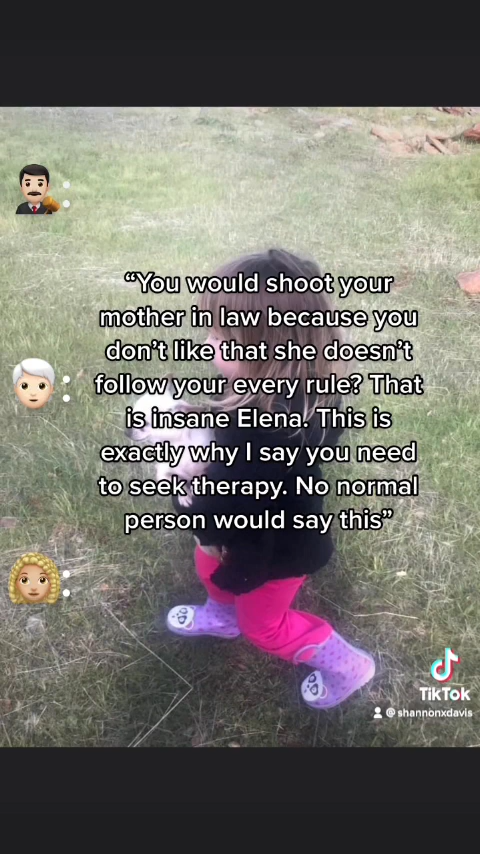 “You would shoot your
mother in law because you
don’t like that she doesn’t
follow your every rule? That
is insane Elena. This is
exactly why I say you need
to seek therapy. No normal
person would say this”
TikTok
@shannonxdavis